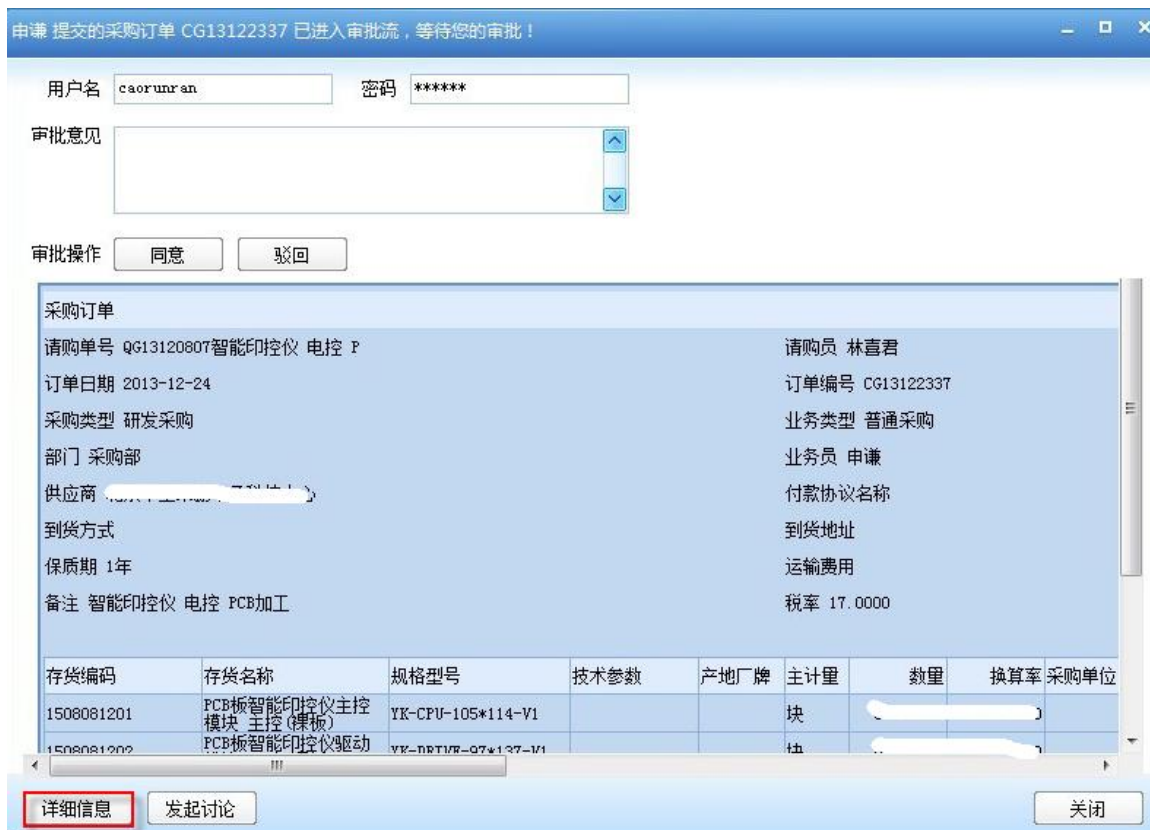 申谦 提交的采购订单 CG13122337 已进入审批流，等待您的审批！
用户名 caorunran 密码 ******
审批意见
审批操作 同意 驳回
采购订单
请购单号 QG13120807智能印控仪 电控 P 请购员 林喜君
订单日期 2013-12-24 订单编号 CG13122337
采购类型 研发采购 业务类型 普通采购
部门 采购部 业务员 申谦
供应商 付款协议名称
到货方式 到货地址
保质期 1年 运输费用
备注 智能印控仪 电控 PCB加工 税率 17.0000
存货编码 存货名称 规格型号 技术参数 产地厂牌 主计量 数量 换算率 采购单位
1508081201 PCB板智能印控仪主控模块 主控(裸板) YK-CPU-105*114-V1 块
1508081202 PCB板智能印控仪驱动 YK-DRIVE-97*137-V1 块
详细信息 发起讨论 关闭